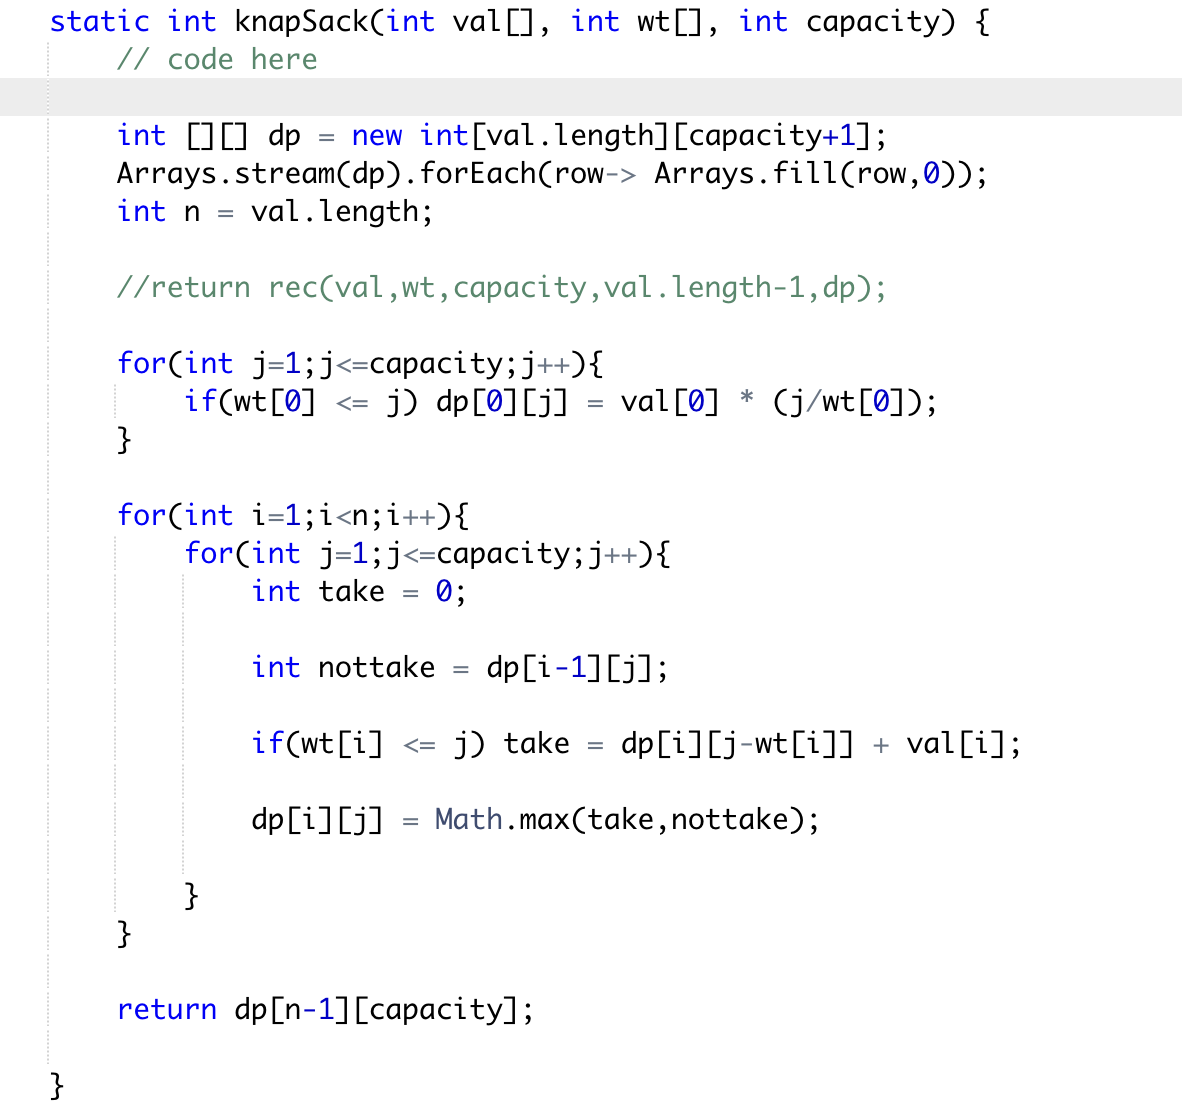 static int knapSack(int val[], int wt[], int capacity) {
// code here
int [][] dp = new int[val.length][capacity+1];
Arrays.stream(dp).forEach(row-> Arrays.fill(row,0));
int n = val.length;
//return rec(val,wt,capacity,val.length-1,dp);
for(int j=1;j<=capacity;j++){
if(wt[0] <= j) dp[0][j] = val[0] * (j/wt[0]);
}
for(int i=1;i<n;i++){
for(int j=1;j<=capacity;j++){
int take = 0;
int nottake = dp[i-1][j];
if(wt[i] <= j) take = dp[i][j-wt[i]] + val[i];
dp[i][j] = Math.max(take,nottake);
}
}
return dp[n-1][capacity];
}